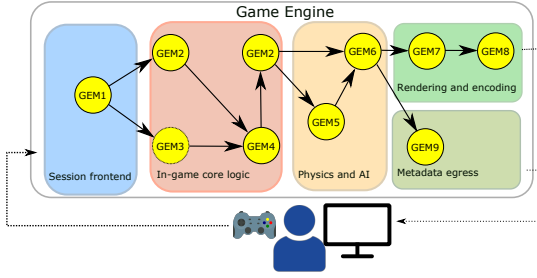 Game Engine
GEM2
GEM2
GEM6
GEM7
GEM8
Rendering and encoding
GEM1
GEM5
GEM3
GEM4
GEM9
Session frontend
In-game core logic
Physics and AI
Metadata egress